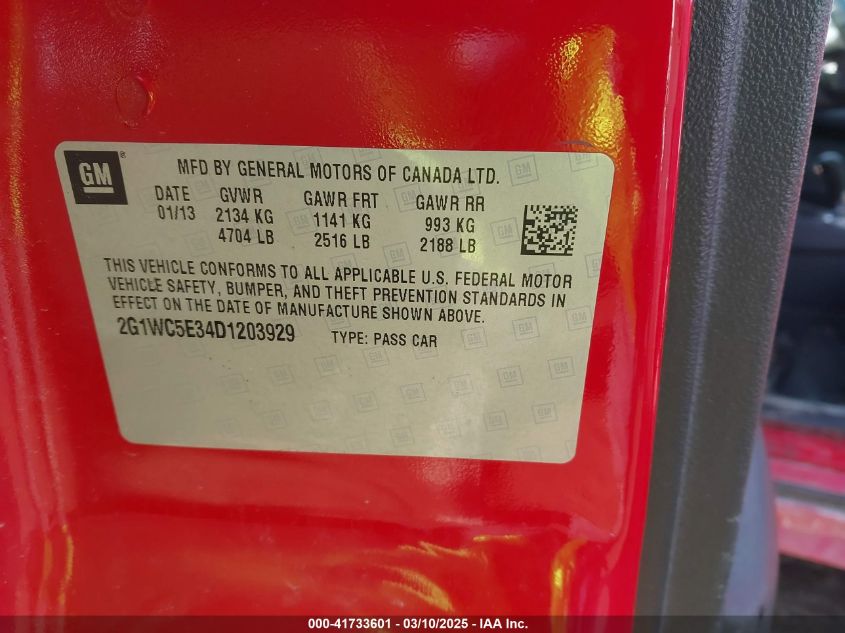 GM ® MFD BY GENERAL MOTORS OF CANADA LTD.
DATE GVWR GAWR FRT GAWR RR
01/13 2134 KG 1141 KG 993 KG
4704 LB 2516 LB 2188 LB
THIS VEHICLE CONFORMS TO ALL APPLICABLE U.S. FEDERAL MOTOR
VEHICLE SAFETY, BUMPER, AND THEFT PREVENTION STANDARDS IN
EFFECT ON THE DATE OF MANUFACTURE SHOWN ABOVE.
2G1WC5E34D1203929 TYPE: PASS CAR
000-41733601 - 03/10/2025 - IAA Inc.